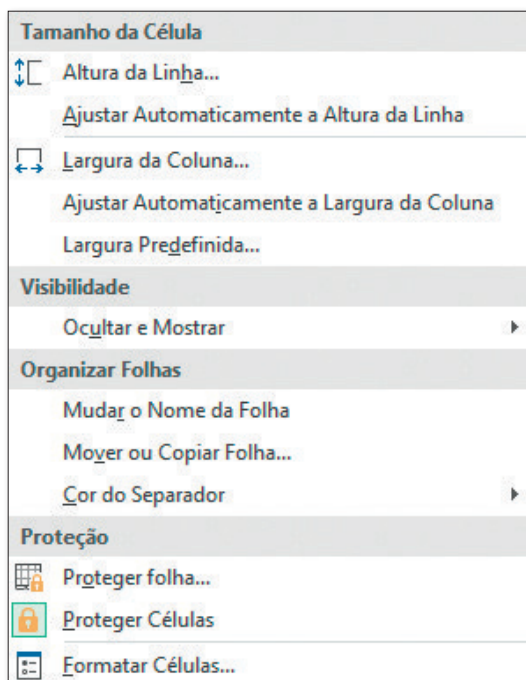 Tamanho da Célula
Altura da Linha...
Ajustar Automaticamente a Altura da Linha
Largura da Coluna...
Ajustar Automaticamente a Largura da Coluna
Largura Predefinida...
Visibilidade
Ocultar e Mostrar
Organizar Folhas
Mudar o Nome da Folha
Mover ou Copiar Folha...
Cor do Separador
Proteção
Proteger folha...
Proteger Células
Formatar Células...